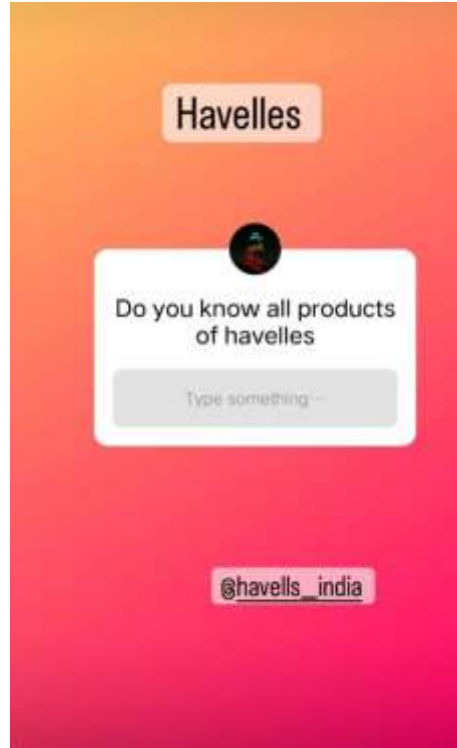 Havelles
Do you know all products
of havelles
Type something...
@havells_india